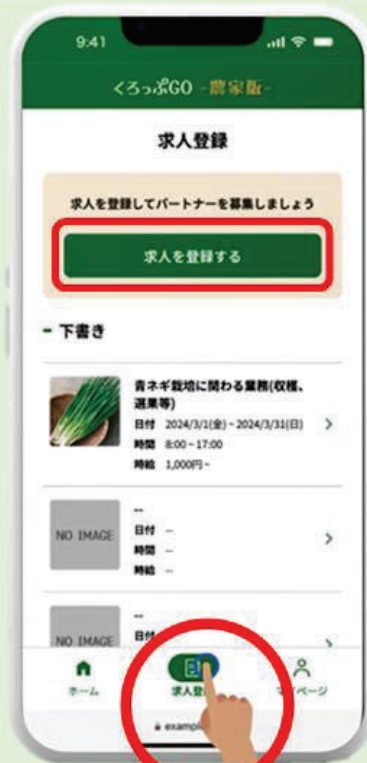 9:41
くろっぷGO -農家版-
求人登録
求人を登録してパートナーを募集しましょう
求人を登録する
下書き
青ネギ栽培に関わる業務(収穫、
選果等)
日付 2024/3/1(金) ~ 2024/3/31(日)
時間 8:00 ~ 17:00
時給 1,000円~
NO IMAGE
--
日付 --
時間 --
時給 --
NO IMAGE
--
日付
ホーム
求人登
マイページ
example